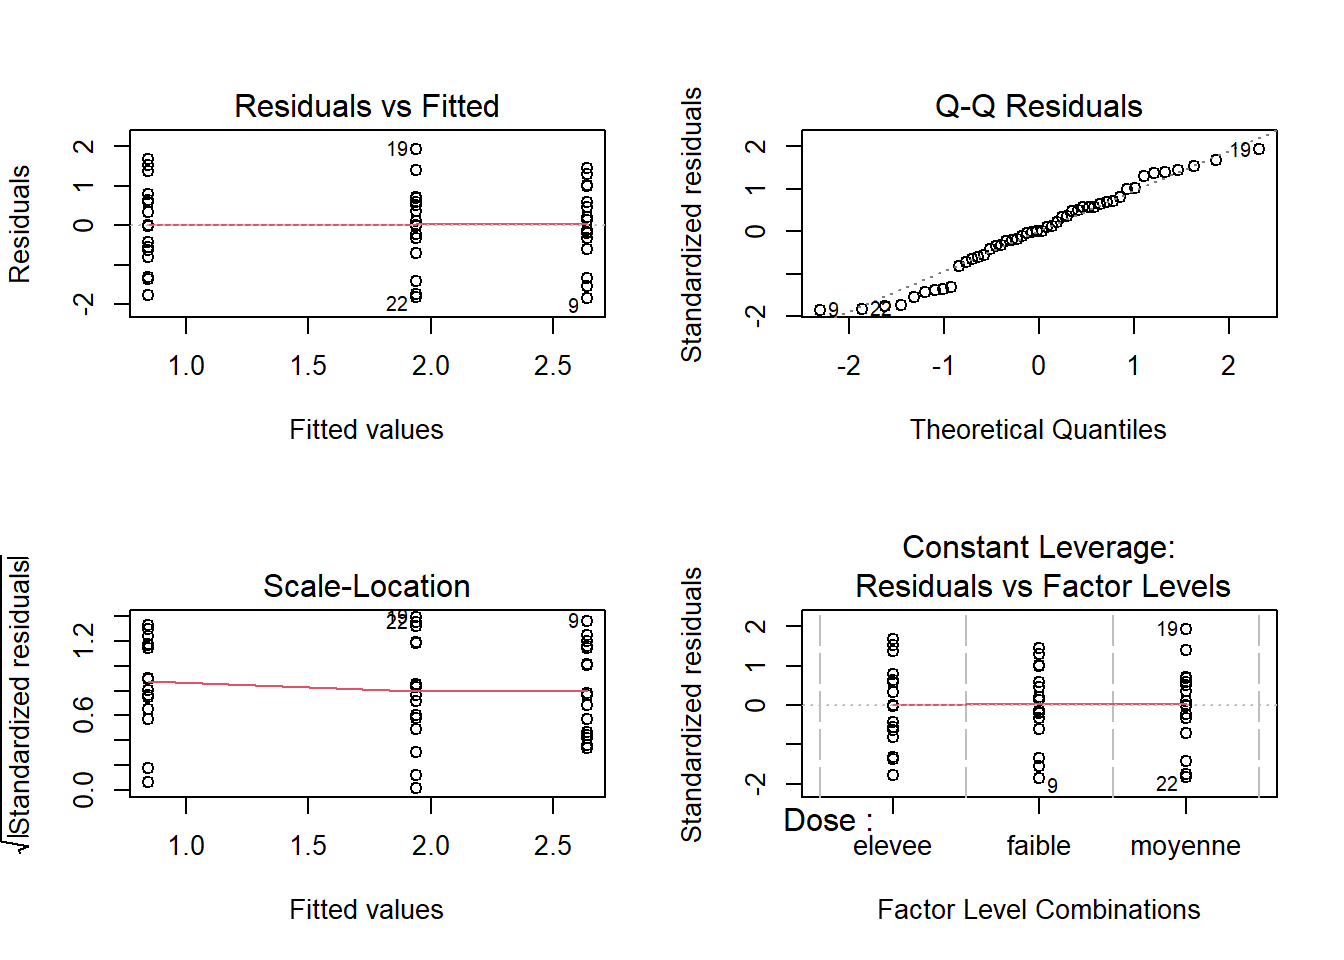 Residuals vs Fitted
Residuals
2
1
0
-2
19
22
9
1.0 1.5 2.0 2.5
Fitted values
Q-Q Residuals
Standardized residuals
2
1
0
-2
19
9
22
-2 -1 0 1 2
Theoretical Quantiles
Scale-Location
√|Standardized residuals|
1.2
0.6
0.0
19
22
9
1.0 1.5 2.0 2.5
Fitted values
Constant Leverage:
Residuals vs Factor Levels
Standardized residuals
2
1
0
-2
19
9
22
Dose :
elevee faible moyenne
Factor Level Combinations